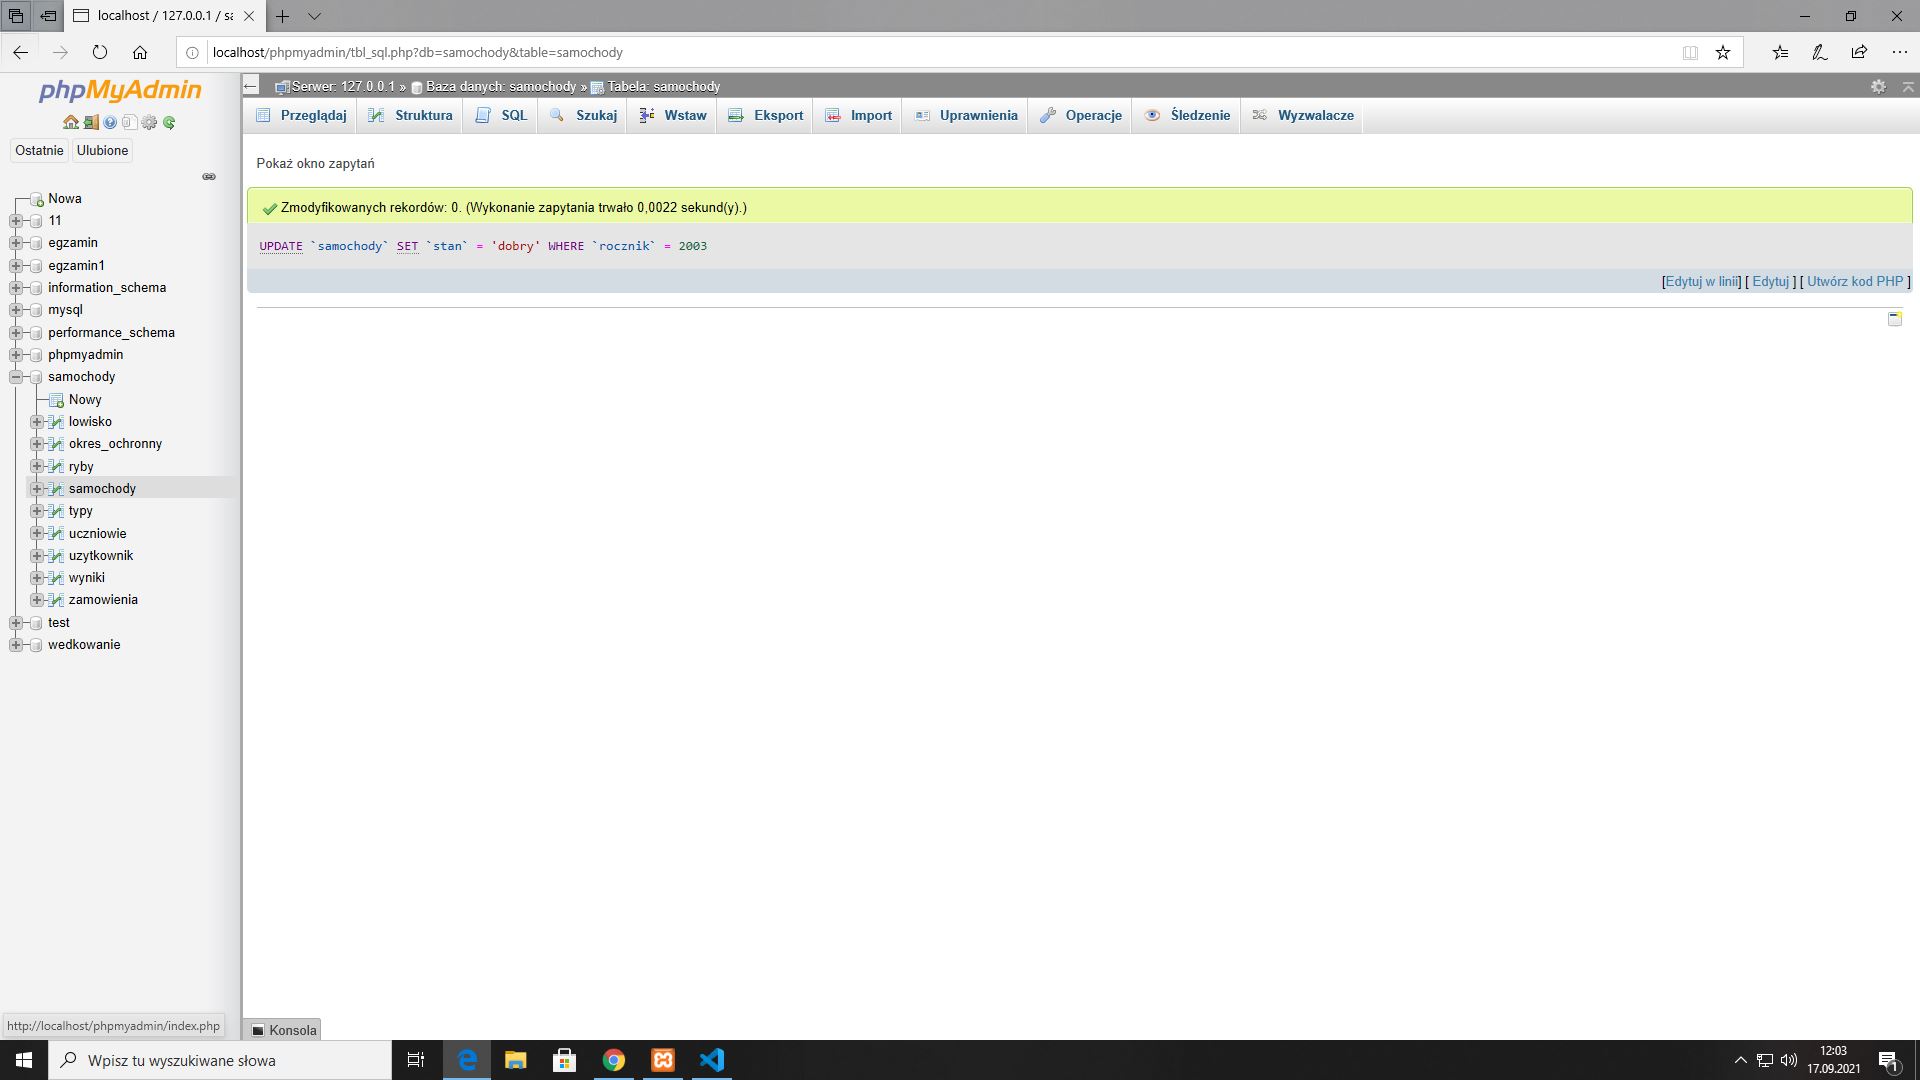 localhost / 127.0.0.1 / sa
localhost/phpmyadmin/tbl_sql.php?db=samochody&table=samochody
phpMyAdmin
Ostatnie
Ulubione
Nowa
11
egzamin
egzamin1
information_schema
mysql
performance_schema
phpmyadmin
samochody
Nowy
lowisko
okres_ochronny
ryby
samochody
typy
uczniowie
uzytkownik
wyniki
zamowienia
test
wedkowanie
http://localhost/phpmyadmin/index.php
Serwer: 127.0.0.1 » Baza danych: samochody » Tabela: samochody
Przeglądaj Struktura SQL Szukaj Wstaw Eksport Import Uprawnienia Operacje Śledzenie Wyzwalacze
Pokaż okno zapytań
Zmodyfikowanych rekordów: 0. (Wykonanie zapytania trwało 0,0022 sekund(y).)
UPDATE `samochody` SET `stan` = 'dobry' WHERE `rocznik` = 2003
[Edytuj w linii] [ Edytuj ] [ Utwórz kod PHP ]
Konsola
Wpisz tu wyszukiwane słowa
12:03
17.09.2021
1